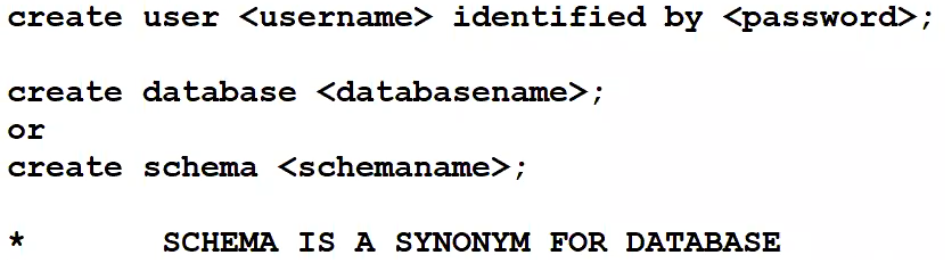 create user <username> identified by <password>;
create database <databasename>;
or
create schema <schemaname>;
* SCHEMA IS A SYNONYM FOR DATABASE